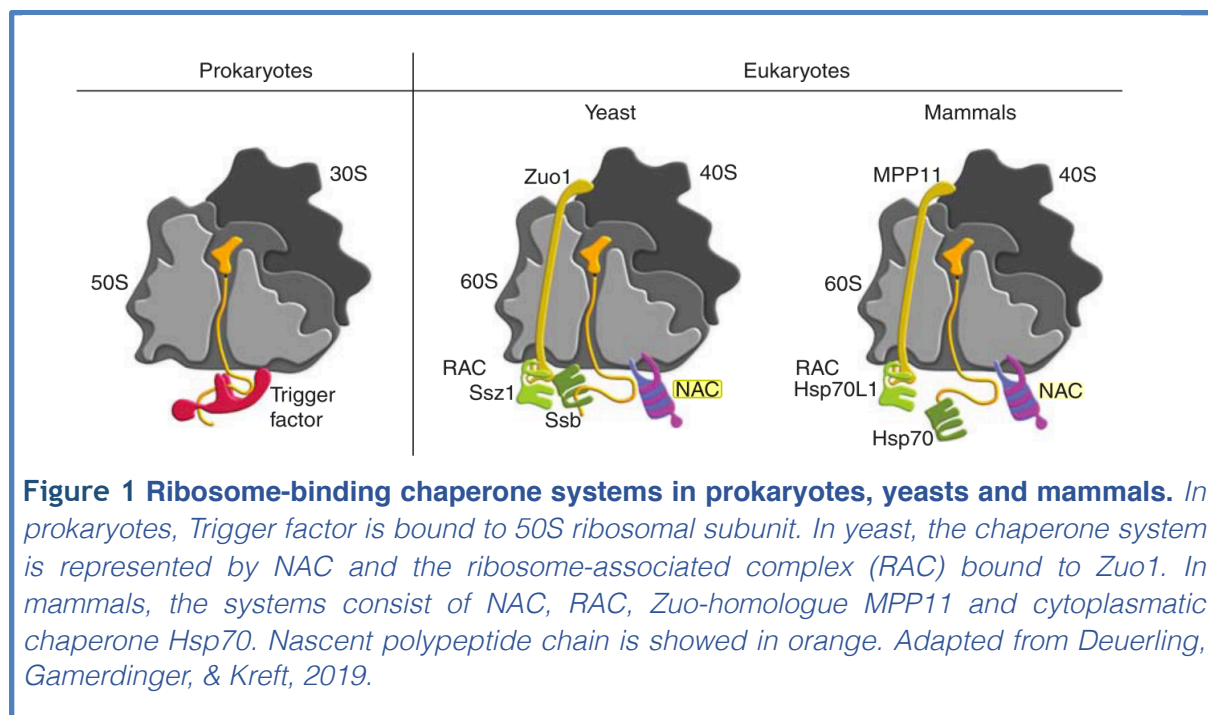 Prokaryotes
Eukaryotes
Yeast
Mammals
30S
50S
Trigger
factor
Zuo1
40S
60S
RAC
Ssz1
Ssb
NAC
MPP11
40S
60S
RAC
Hsp70L1
Hsp70
NAC
Figure 1 Ribosome-binding chaperone systems in prokaryotes, yeasts and mammals. In
prokaryotes, Trigger factor is bound to 50S ribosomal subunit. In yeast, the chaperone system
is represented by NAC and the ribosome-associated complex (RAC) bound to Zuo1. In
mammals, the systems consist of NAC, RAC, Zuo-homologue MPP11 and cytoplasmatic
chaperone Hsp70. Nascent polypeptide chain is showed in orange. Adapted from Deuerling,
Gamerdinger, & Kreft, 2019.